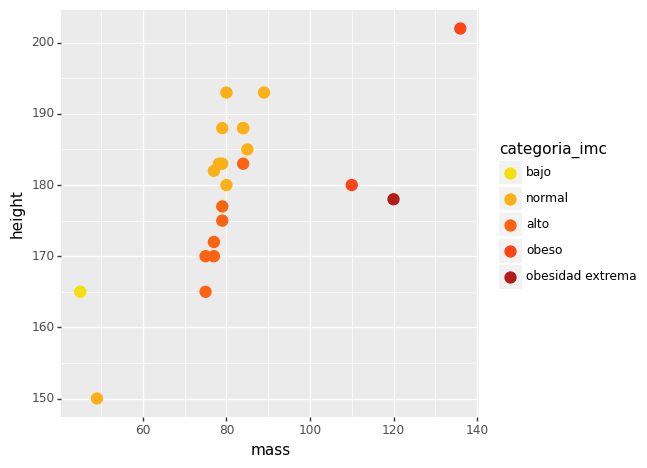 200
190
180
170
160
150
height
60 80 100 120 140
mass
categoria_imc
bajo
normal
alto
obeso
obesidad extrema